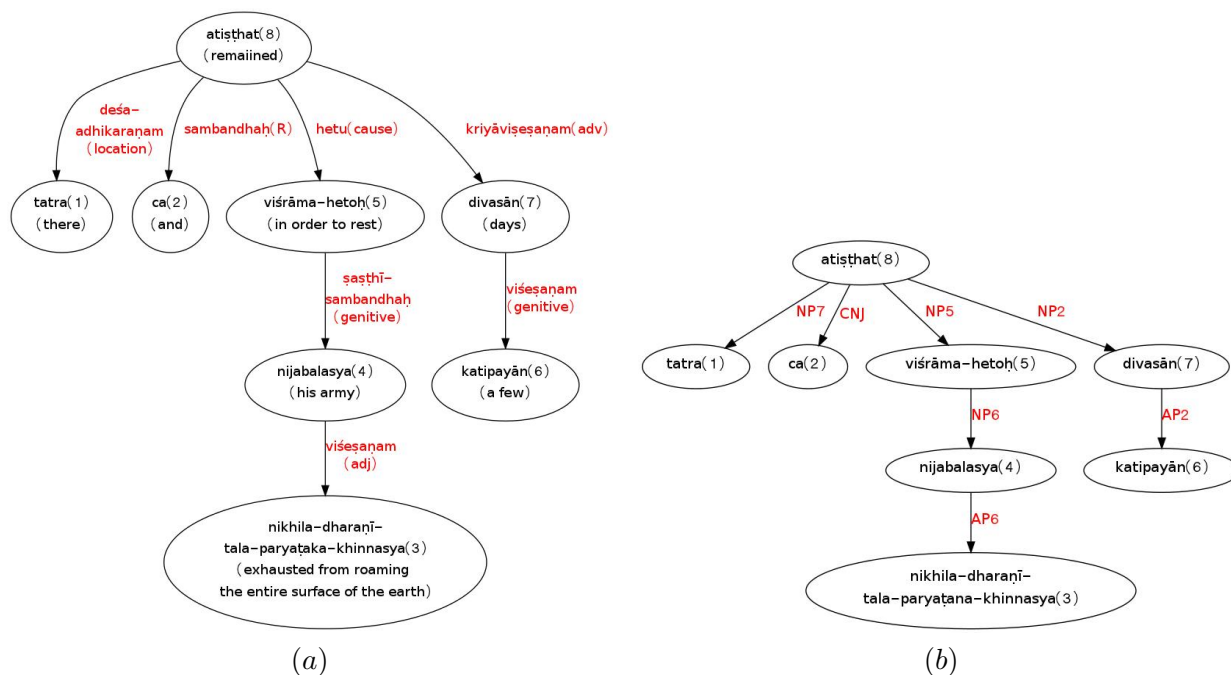 atiṣṭhat(8)
(remaiined)
deśa–
adhikaraṇam
(location)
sambandhaḥ(R)
hetu(cause)
kriyāviṣeṣaṇam(adv)
tatra(1)
(there)
ca(2)
(and)
viśrāma–hetoḥ(5)
(in order to rest)
divasān(7)
(days)
ṣaṣṭhī–
sambandhaḥ
(genitive)
viśeṣaṇam
(genitive)
nijabalasya(4)
(his army)
katipayān(6)
(a few)
viśeṣaṇam
(adj)
nikhila–dharaṇī–
tala–paryaṭaka–khinnasya(3)
(exhausted from roaming
the entire surface of the earth)
(a)
atiṣṭhat(8)
NP7
CNJ
NP5
NP2
tatra(1)
ca(2)
viśrāma–hetoḥ(5)
divasān(7)
NP6
AP2
nijabalasya(4)
katipayān(6)
AP6
nikhila–dharaṇī–
tala–paryaṭana–khinnasya(3)
(b)